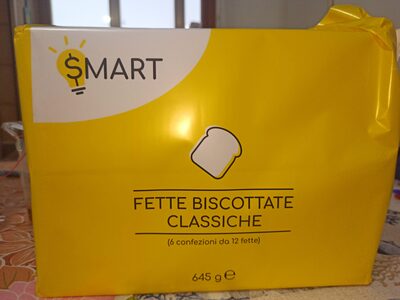 SMART
FETTE BISCOTTATE
CLASSICHE
(6 confezioni da 12 fette)
645 g ℮